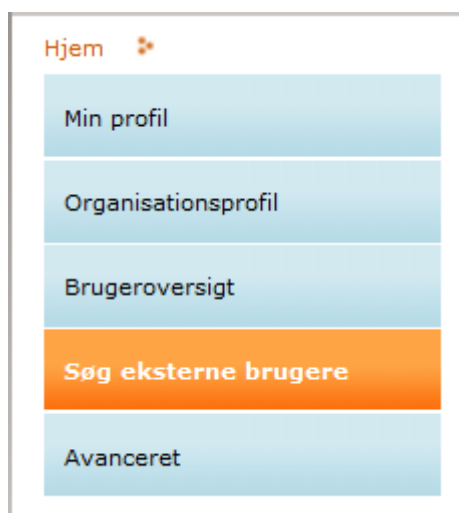 Hjem
Min profil
Organisationsprofil
Brugeroversigt
Søg eksterne brugere
Avanceret